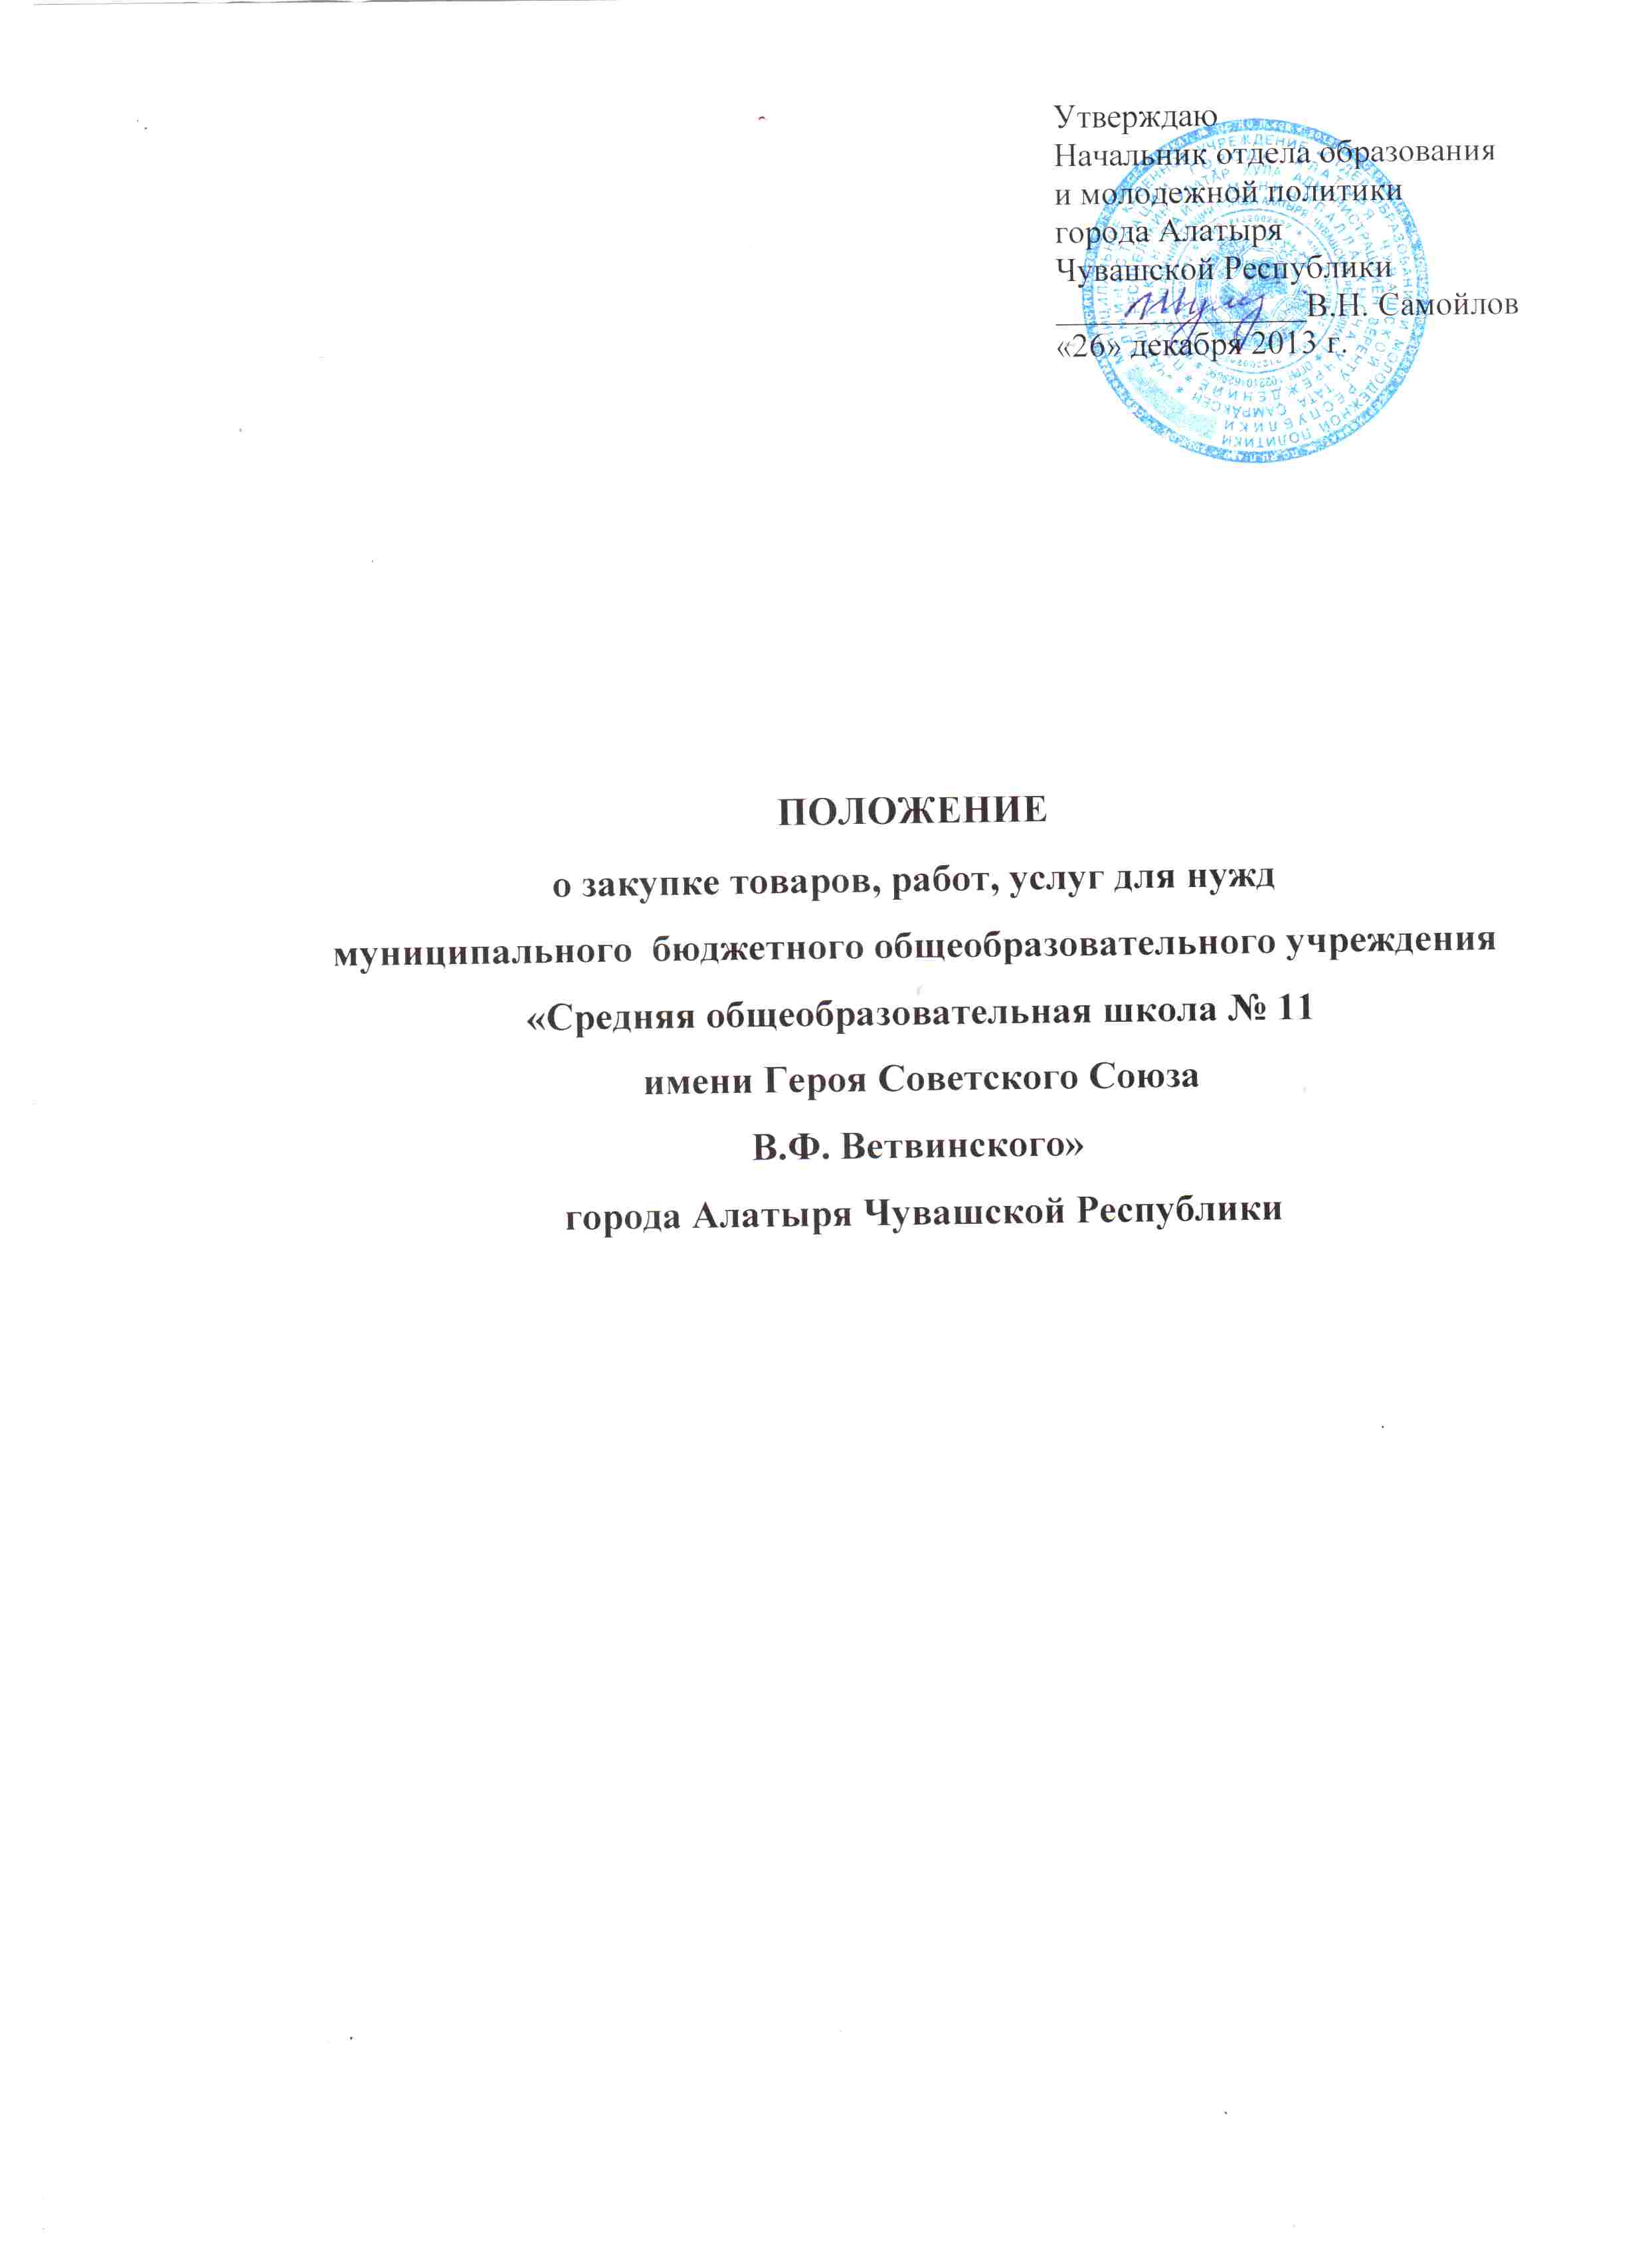 Утверждаю
Начальник отдела образования
и молодежной политики
города Алатыря
Чувашской Республики
В.Н. Самойлов
«26» декабря 2013 г.
ПОЛОЖЕНИЕ
о закупке товаров, работ, услуг для нужд
муниципального бюджетного общеобразовательного учреждения
«Средняя общеобразовательная школа № 11
имени Героя Советского Союза
В.Ф. Ветвинского»
города Алатыря Чувашской Республики